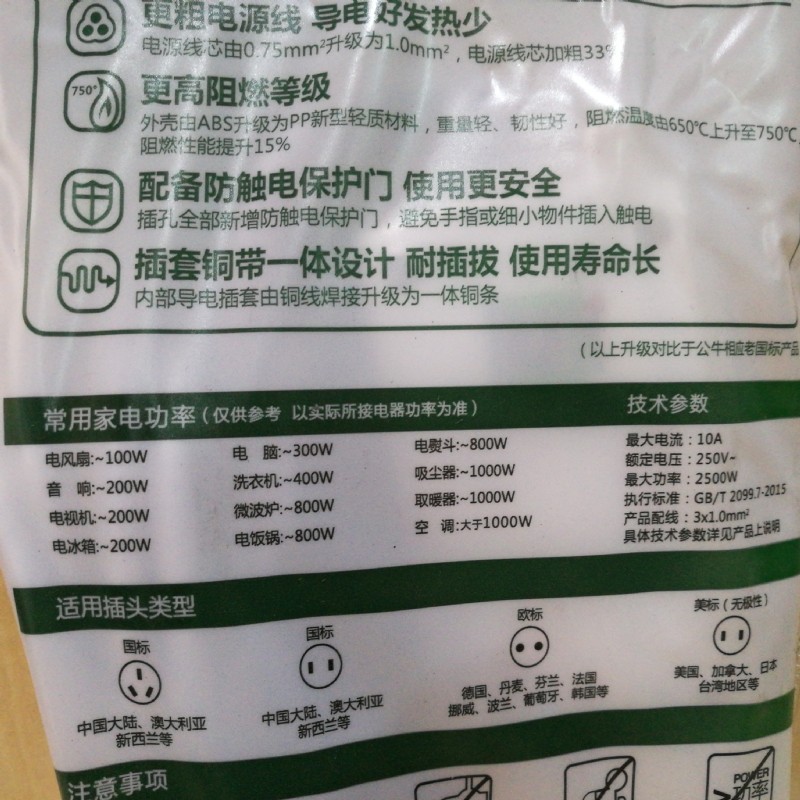 更粗电源线 导电好发热少
电源线芯由0.75mm²升级为1.0mm²，电源线芯加粗33%
750°
更高阻燃等级
外壳由ABS升级为PP新型轻质材料，重量轻、韧性好，阻燃温度由650℃上升至750℃，
阻燃性能提升15%
配备防触电保护门 使用更安全
插孔全部新增防触电保护门，避免手指或细小物件插入触电
插套铜带一体设计 耐插拔 使用寿命长
内部导电插套由铜线焊接升级为一体铜条
（以上升级对比于公牛相应老国标产品
常用家电功率（仅供参考 以实际所接电器功率为准） 技术参数
电风扇:~100W 电 脑:~300W 电熨斗:~800W 最大电流：10A
音 响:~200W 洗衣机:~400W 吸尘器:~1000W 额定电压：250V~
电视机:~200W 微波炉:~800W 取暖器:~1000W 最大功率：2500W
电冰箱:~200W 电饭锅:~800W 空 调:大于1000W 执行标准：GB/T 2099.7-2015
产品配线：3x1.0mm²
具体技术参数详见产品上说明
适用插头类型
国标 国标 欧标 美标（无极性）
中国大陆、澳大利亚 中国大陆、澳大利亚 德国、丹麦、芬兰、法国 美国、加拿大、日本
新西兰等 新西兰等 挪威、波兰、葡萄牙、韩国等 台湾地区等
注意事项
POWER
功率